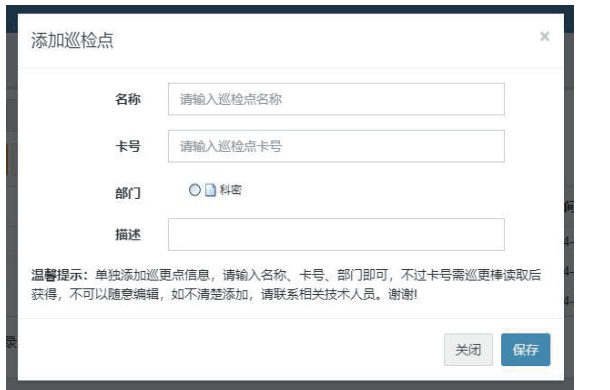 添加巡检点 ×
名称 请输入巡检点名称
卡号 请输入巡检点卡号
部门 科密
描述
温馨提示：单独添加巡更点信息，请输入名称、卡号、部门即可，不过卡号需巡更棒读取后
获得，不可以随意编辑，如不清楚添加，请联系相关技术人员。谢谢!
关闭 保存